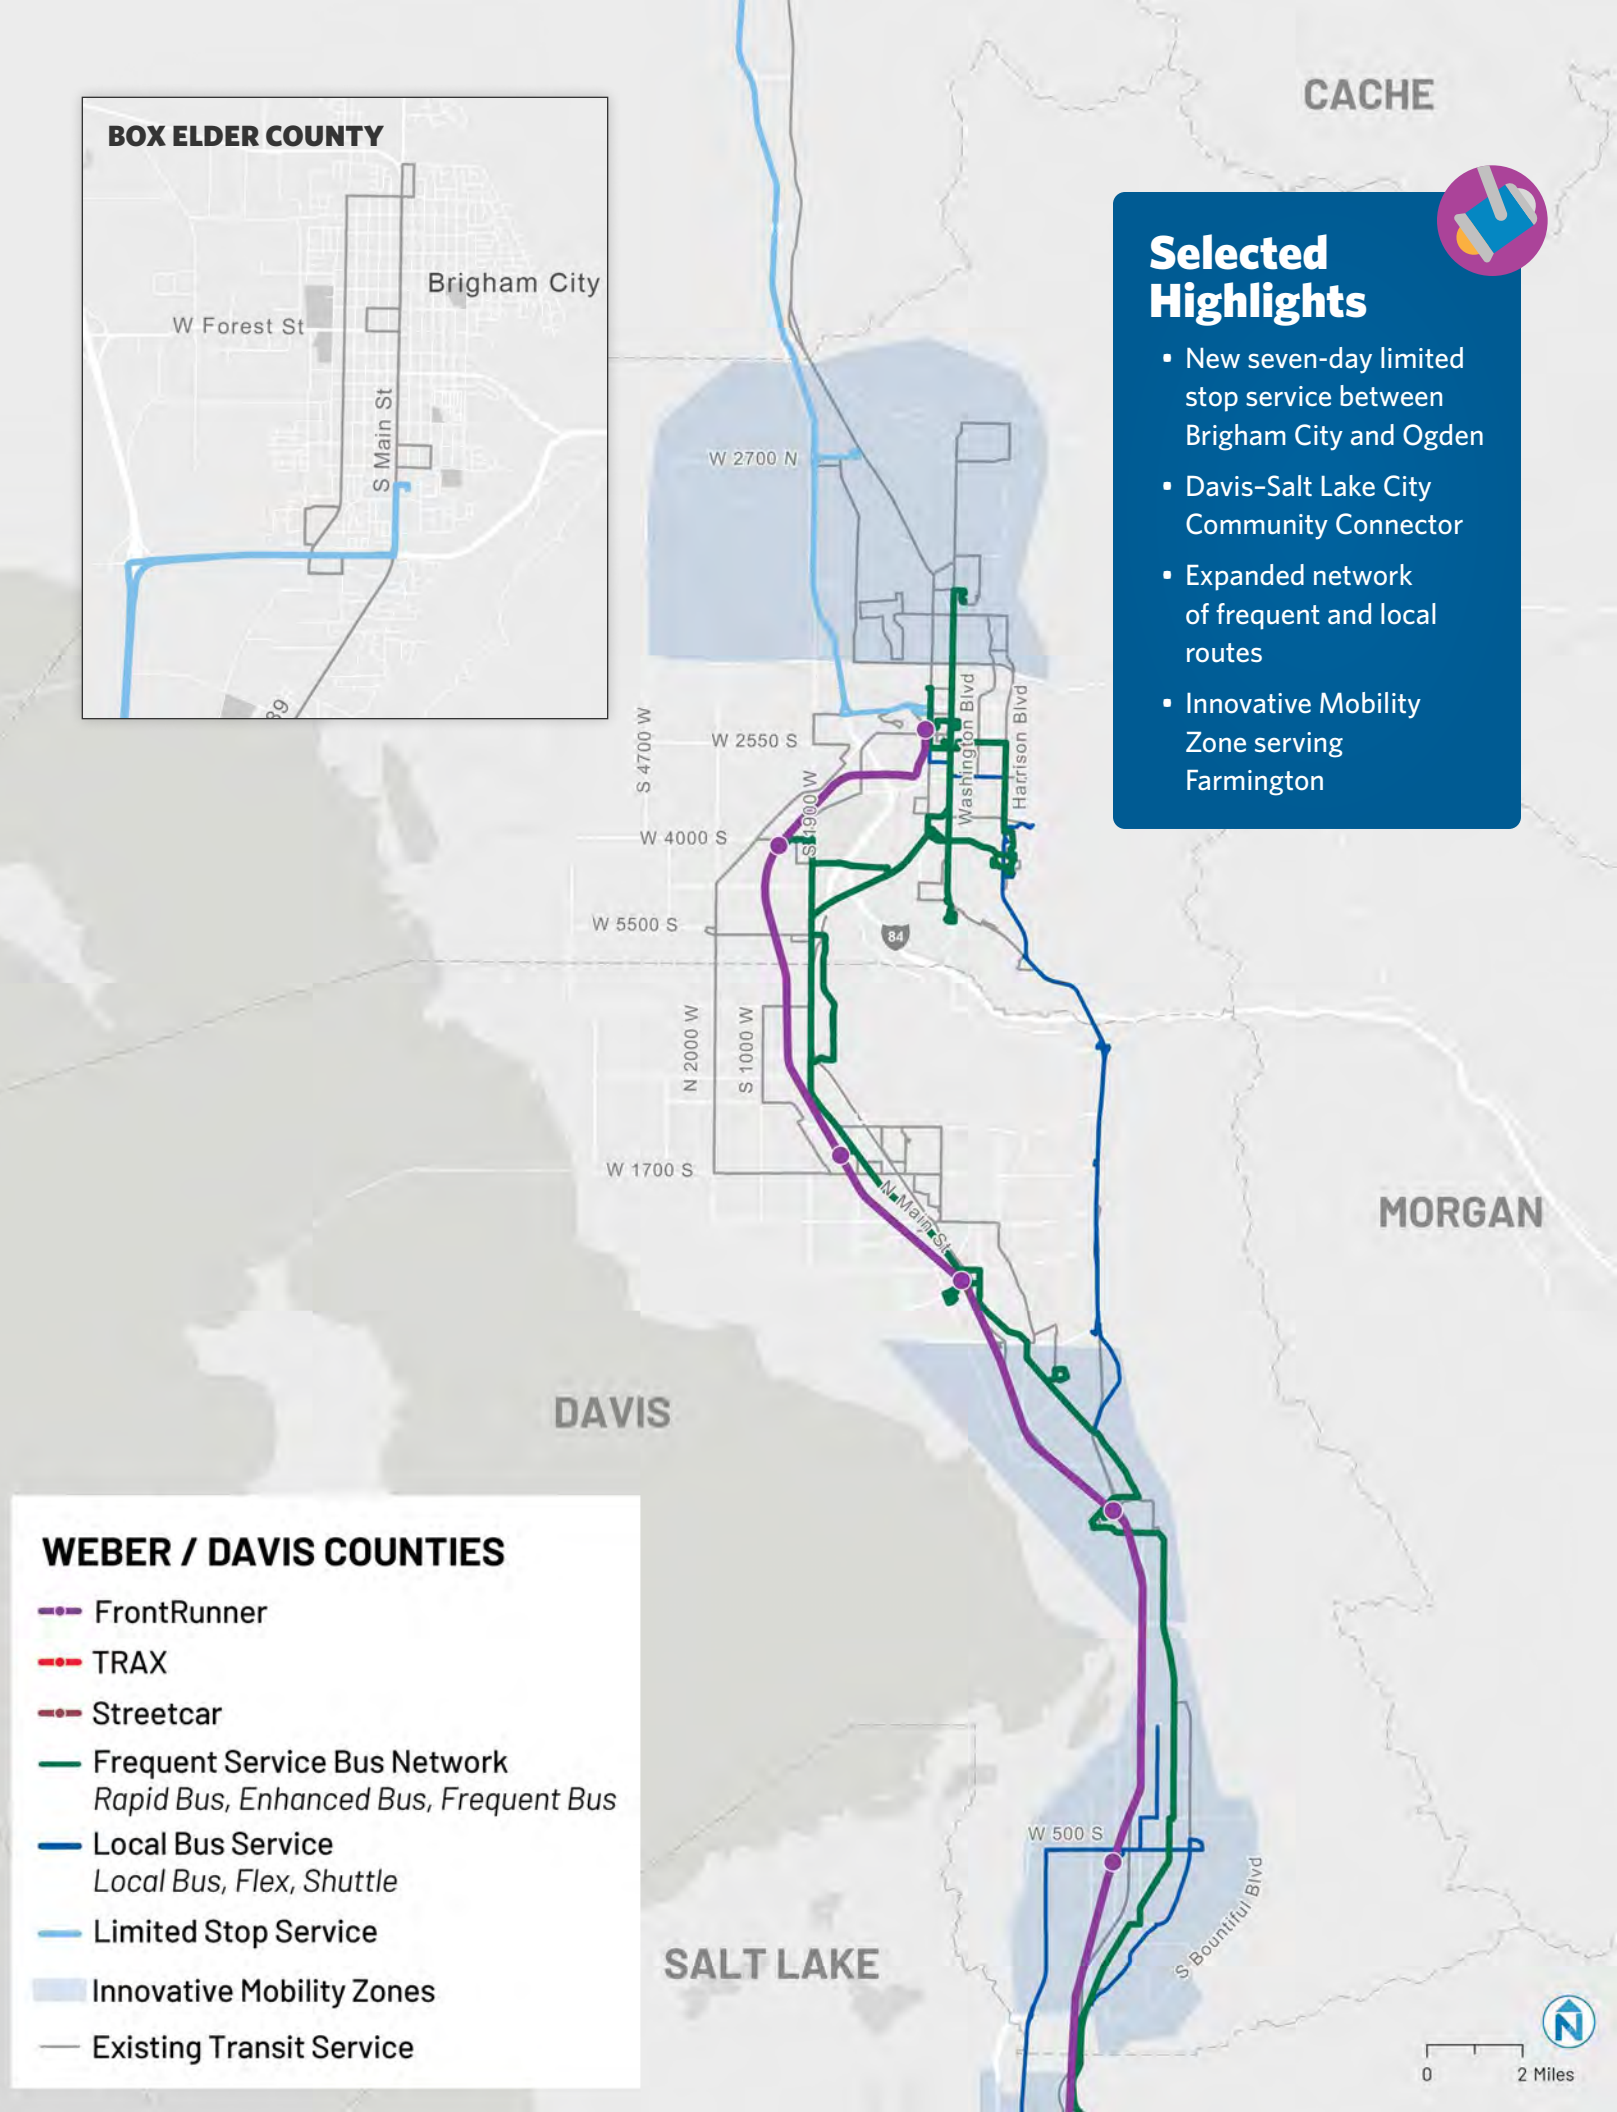 CACHE
BOX ELDER COUNTY
Brigham City
W Forest St
S Main St
89
Selected
Highlights
• New seven-day limited
stop service between
Brigham City and Ogden
• Davis–Salt Lake City
Community Connector
• Expanded network
of frequent and local
routes
• Innovative Mobility
Zone serving
Farmington
W 2700 N
S 4700 W
W 2550 S
Washington Blvd
Harrison Blvd
S 1900 W
W 4000 S
W 5500 S
84
N 2000 W
S 1000 W
W 1700 S
N Main St
MORGAN
DAVIS
WEBER / DAVIS COUNTIES
FrontRunner
TRAX
Streetcar
Frequent Service Bus Network
Rapid Bus, Enhanced Bus, Frequent Bus
Local Bus Service
Local Bus, Flex, Shuttle
Limited Stop Service
Innovative Mobility Zones
Existing Transit Service
W 500 S
S Bountiful Blvd
SALT LAKE
N
0 2 Miles